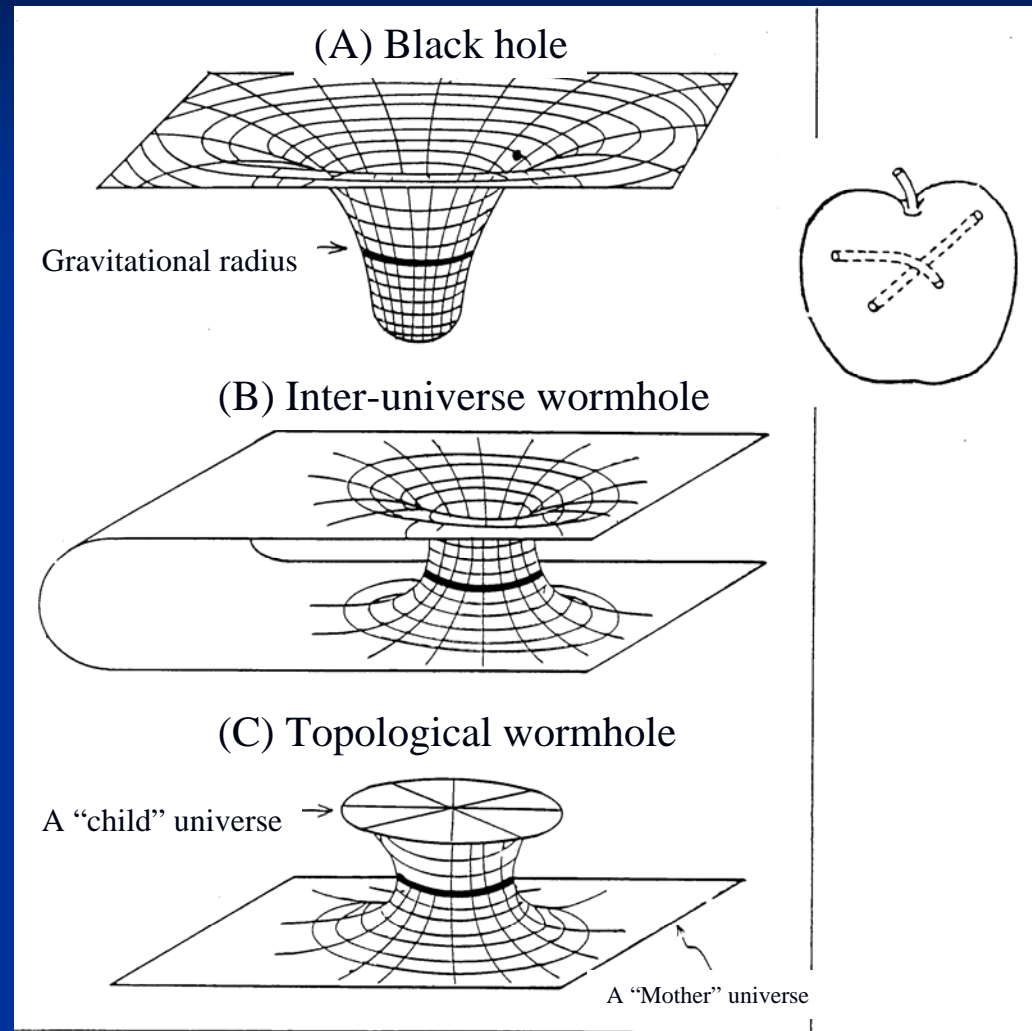 (A) Black hole
Gravitational radius
(B) Inter-universe wormhole
(C) Topological wormhole
A “child” universe
A “Mother” universe